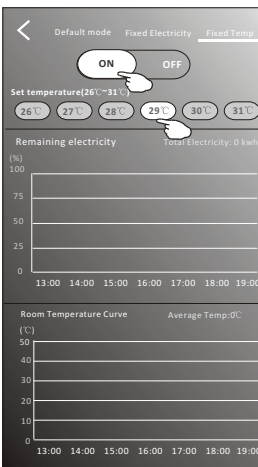 Default mode Fixed Electricity Fixed Temp
ON OFF
Set temperature(26℃~31℃)
26℃ 27℃ 28℃ 29℃ 30℃ 31℃
Remaining electricity Total Electricity: 0 kwh
(%)
100
75
50
25
0
13:00 14:00 15:00 16:00 17:00 18:00 19:00
Room Temperature Curve Average Temp:0℃
(℃)
50
40
30
20
10
0
13:00 14:00 15:00 16:00 17:00 18:00 19:00